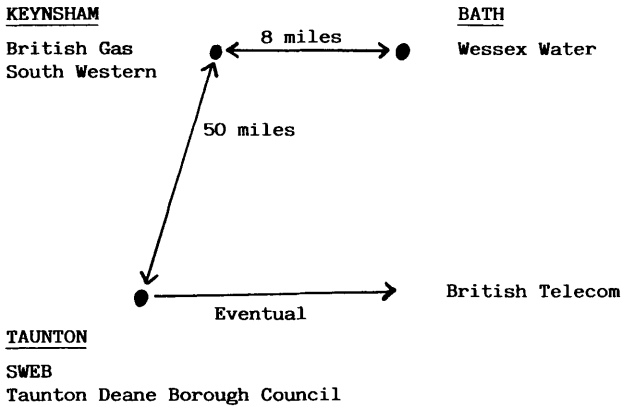 KEYNSHAM
British Gas
South Western
8 miles
BATH
Wessex Water
50 miles
British Telecom
Eventual
TAUNTON
SWEB
Taunton Deane Borough Council